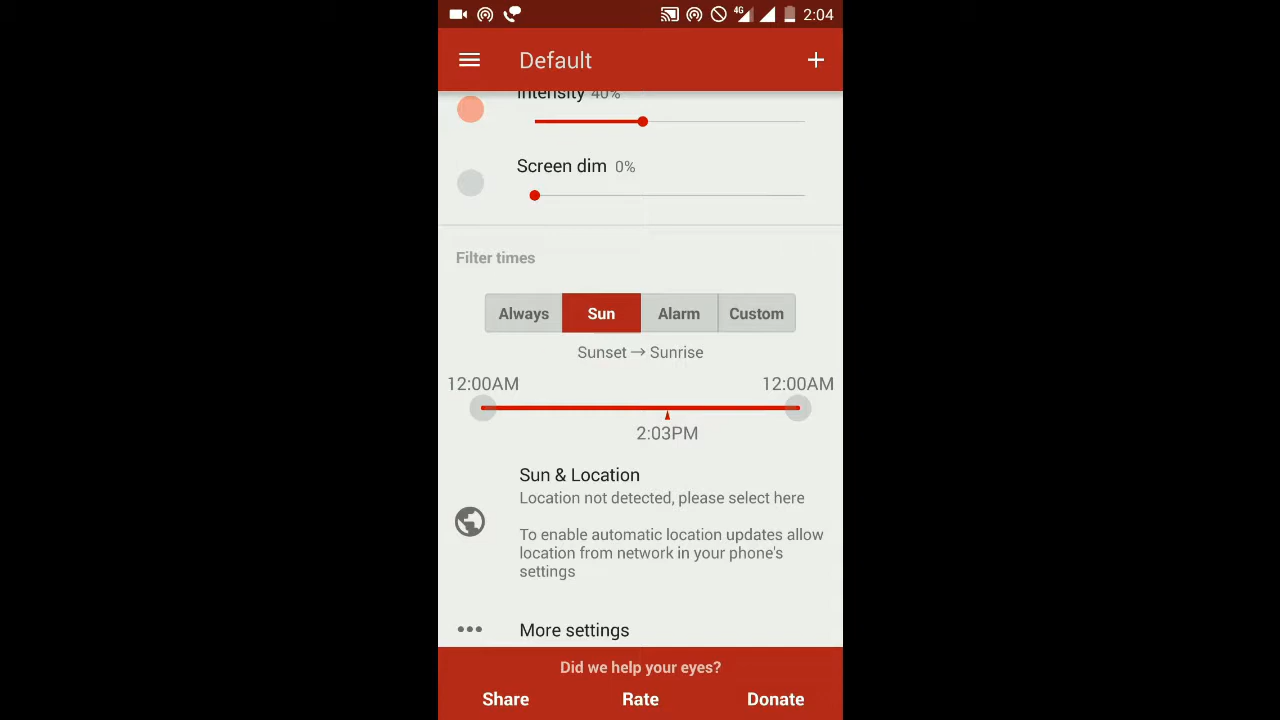 4G 2:04
Default
Intensity 40%
Screen dim 0%
Filter times
Always Sun Alarm Custom
Sunset → Sunrise
12:00AM 12:00AM
2:03PM
Sun & Location
Location not detected, please select here
To enable automatic location updates allow
location from network in your phone's
settings
More settings
Did we help your eyes?
Share Rate Donate